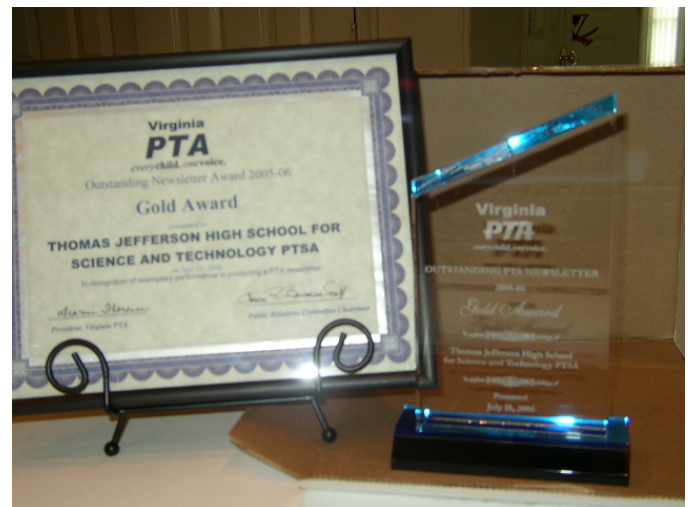 Virginia
PTA
everychild. onevoice.
Outstanding Newsletter Award 2005-06
Gold Award
presented to
THOMAS JEFFERSON HIGH SCHOOL FOR
SCIENCE AND TECHNOLOGY PTSA
In recognition of exemplary performance in producing a PTA newsletter
President, Virginia PTA
Public Relations Committee Chairman
Virginia
PTA
everychild. onevoice.
OUTSTANDING PTA NEWSLETTER
2005-06
Gold Award
Thomas Jefferson High School
for Science and Technology PTSA
Presented
July 18, 2006